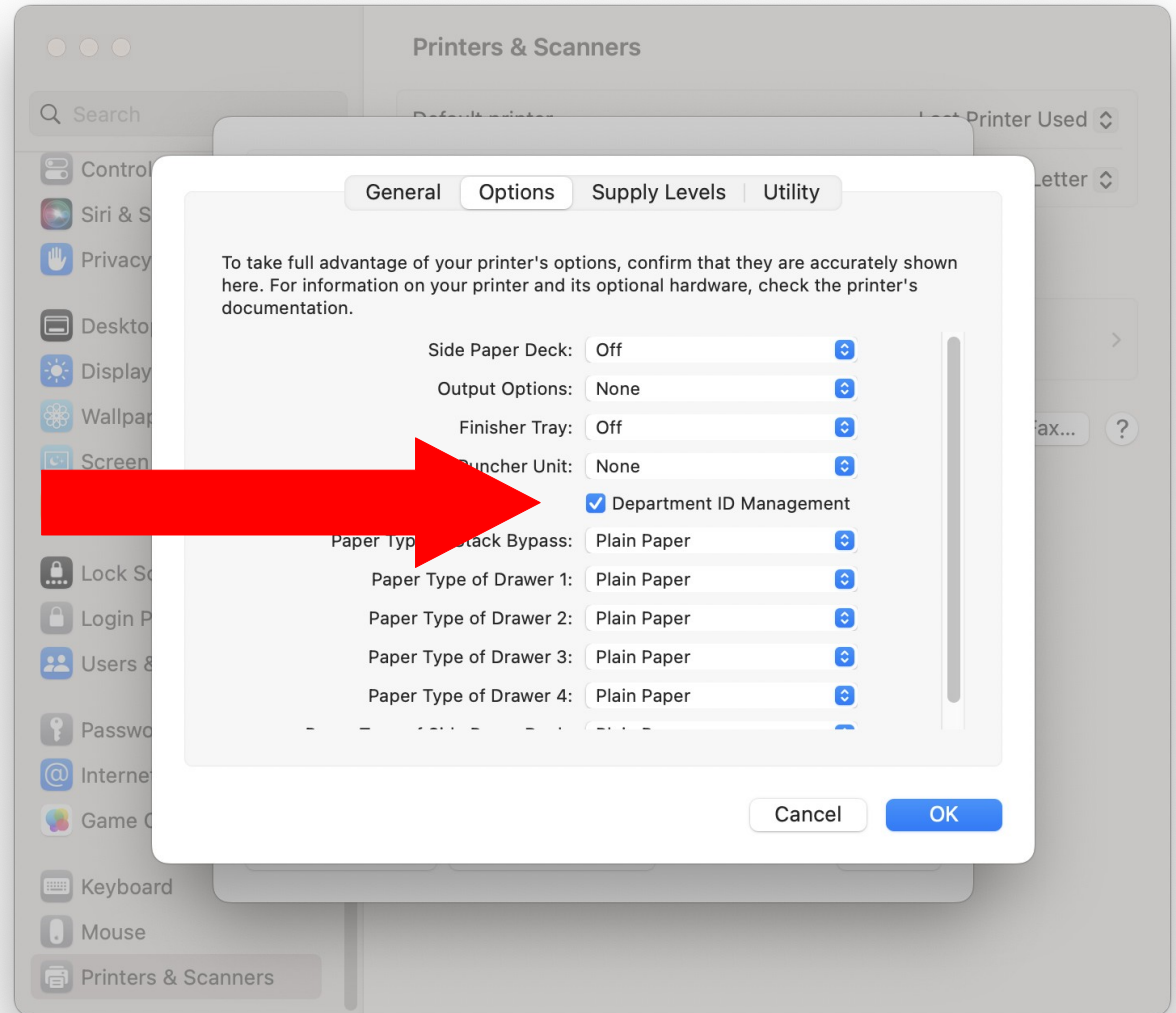 Printers & Scanners
Search
Printer Used
Letter
Control
Siri & S
Privacy
Deskto
Display
Wallpap
Screen
Lock Sc
Login P
Users &
Passwo
Interne
Game C
Keyboard
Mouse
Printers & Scanners
?
General Options Supply Levels Utility
To take full advantage of your printer's options, confirm that they are accurately shown
here. For information on your printer and its optional hardware, check the printer's
documentation.
Side Paper Deck: Off
Output Options: None
Finisher Tray: Off
Puncher Unit: None
Department ID Management
Paper Typ Stack Bypass: Plain Paper
Paper Type of Drawer 1: Plain Paper
Paper Type of Drawer 2: Plain Paper
Paper Type of Drawer 3: Plain Paper
Paper Type of Drawer 4: Plain Paper
Cancel OK